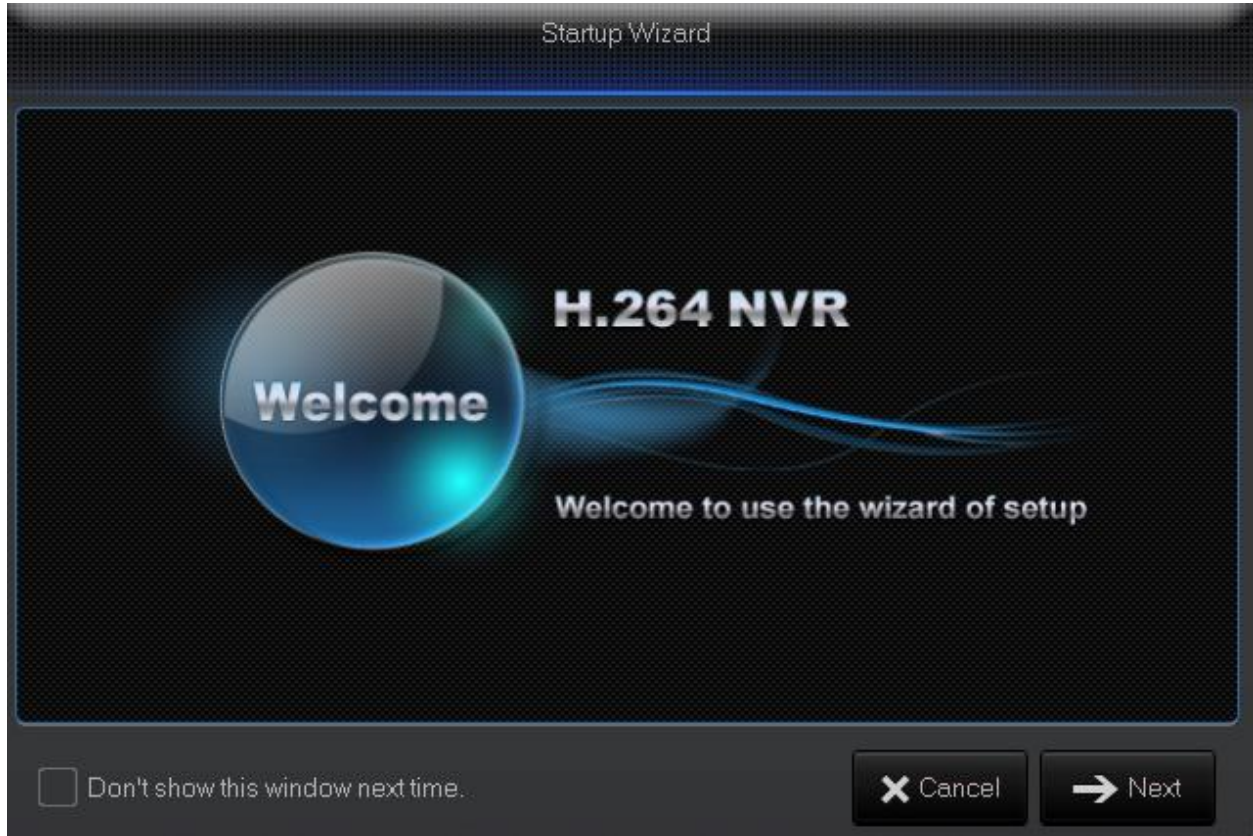 Startup Wizard
H.264 NVR
Welcome
Welcome to use the wizard of setup
Don't show this window next time.
Cancel
Next